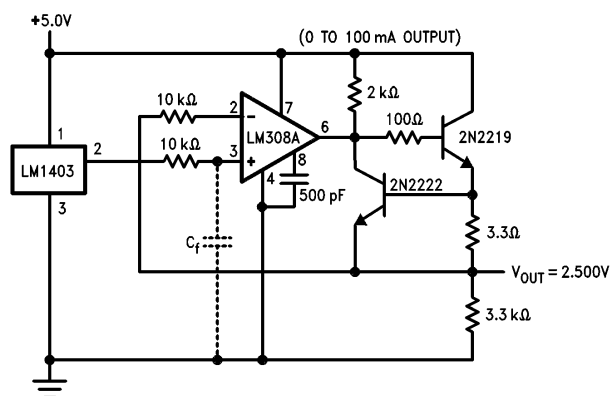 +5.0V
(0 TO 100 mA OUTPUT)
10 kΩ
2 kΩ
7
2
−
100Ω
2N2219
1
10 kΩ
LM308A
6
2
3
+
LM1403
8
4
2N2222
500 pF
3
3.3Ω
Cf
VOUT = 2.500V
3.3 kΩ